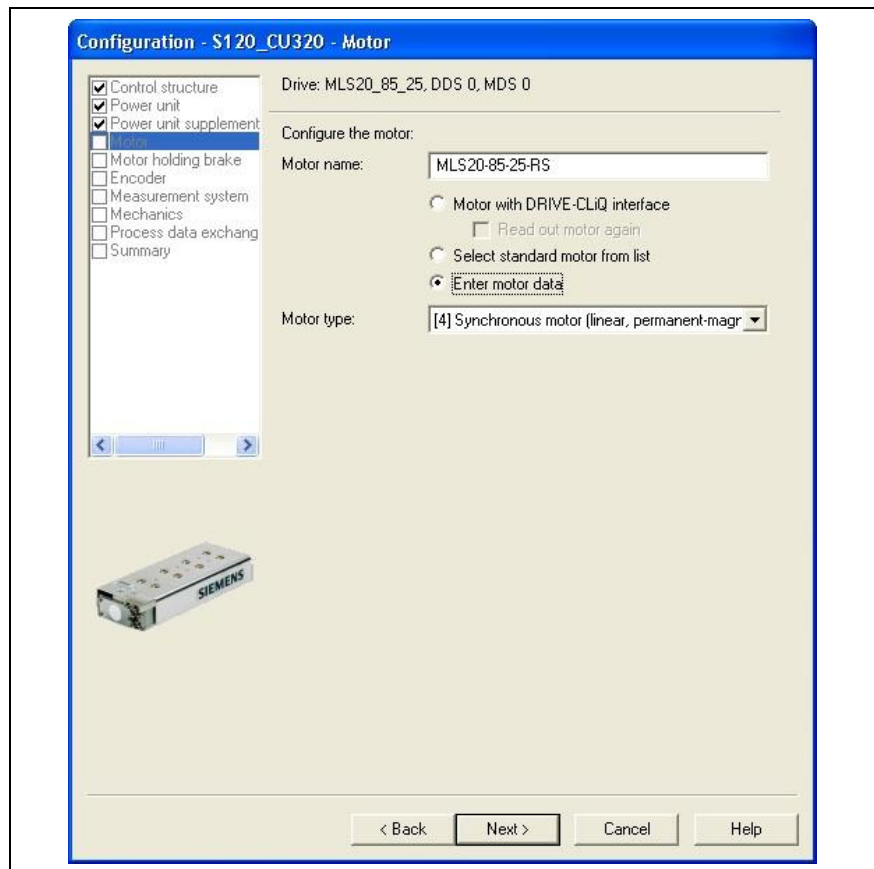 Configuration - S120_CU320 - Motor
Control structure
Power unit
Power unit supplement
Motor
Motor holding brake
Encoder
Measurement system
Mechanics
Process data exchang
Summary
Drive: MLS20_85_25, DDS 0, MDS 0
Configure the motor:
Motor name: MLS20-85-25-RS
Motor with DRIVE-CLiQ interface
Read out motor again
Select standard motor from list
Enter motor data
Motor type: [4] Synchronous motor (linear, permanent-magr
SIEMENS
< Back Next > Cancel Help